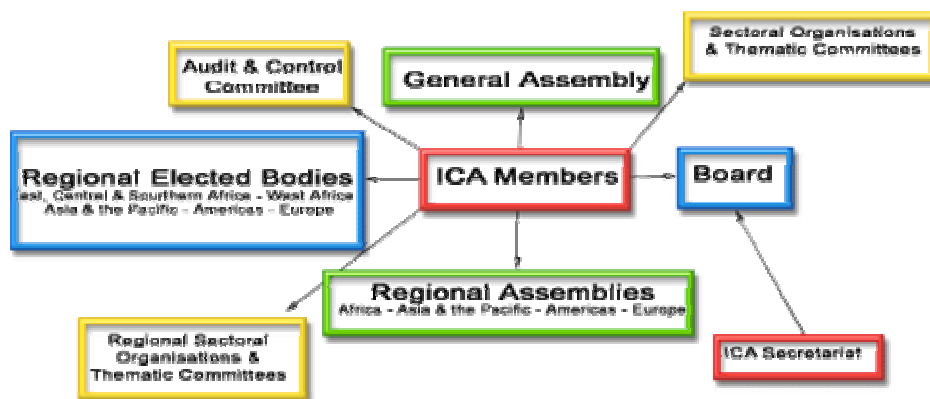 Sectoral Organisations
& Thematic Committees
Audit & Control
Committee
General Assembly
ICA Members
Board
Regional Elected Bodies
East, Central & Sourthern Africa - West Africa
Asia & the Pacific - Americas - Europe
Regional Assemblies
Africa - Asia & the Pacific - Americas - Europe
Regional Sectoral
Organisations &
Thematic Committees
ICA Secretariat